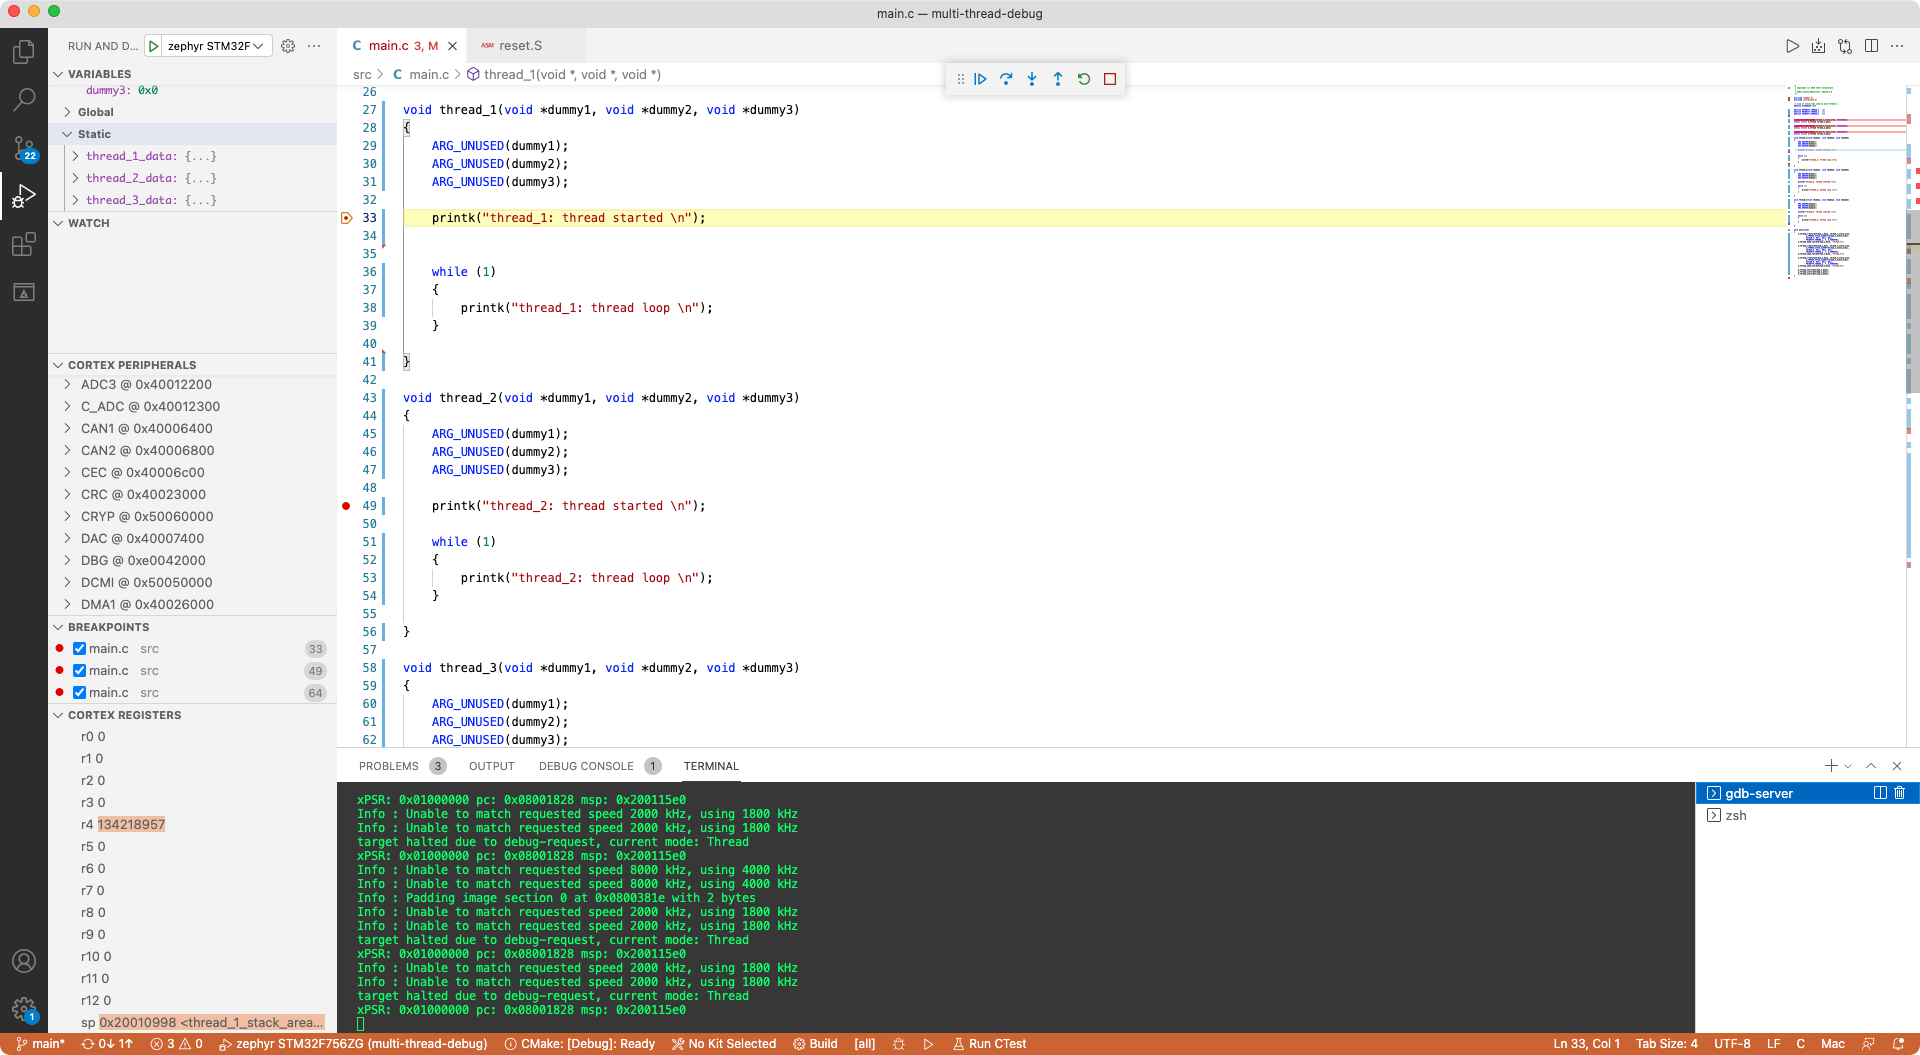 main.c — multi-thread-debug
RUN AND D...
zephyr STM32F
VARIABLES
dummy3: 0x0
Global
Static
thread_1_data: {...}
thread_2_data: {...}
thread_3_data: {...}
WATCH
CORTEX PERIPHERALS
ADC3 @ 0x40012200
C_ADC @ 0x40012300
CAN1 @ 0x40006400
CAN2 @ 0x40006800
CEC @ 0x40006c00
CRC @ 0x40023000
CRYP @ 0x50060000
DAC @ 0x40007400
DBG @ 0xe0042000
DCMI @ 0x50050000
DMA1 @ 0x40026000
BREAKPOINTS
main.c src 33
main.c src 49
main.c src 64
CORTEX REGISTERS
r0 0
r1 0
r2 0
r3 0
r4 134218957
r5 0
r6 0
r7 0
r8 0
r9 0
r10 0
r11 0
r12 0
sp 0x20010998 <thread_1_stack_area...
22
1
C main.c 3, M
ASM reset.S
src > C main.c > thread_1(void *, void *, void *)
26
27 void thread_1(void *dummy1, void *dummy2, void *dummy3)
28 {
29 ARG_UNUSED(dummy1);
30 ARG_UNUSED(dummy2);
31 ARG_UNUSED(dummy3);
32
33 printk("thread_1: thread started \n");
34
35
36 while (1)
37 {
38 printk("thread_1: thread loop \n");
39 }
40
41 }
42
43 void thread_2(void *dummy1, void *dummy2, void *dummy3)
44 {
45 ARG_UNUSED(dummy1);
46 ARG_UNUSED(dummy2);
47 ARG_UNUSED(dummy3);
48
49 printk("thread_2: thread started \n");
50
51 while (1)
52 {
53 printk("thread_2: thread loop \n");
54 }
55
56 }
57
58 void thread_3(void *dummy1, void *dummy2, void *dummy3)
59 {
60 ARG_UNUSED(dummy1);
61 ARG_UNUSED(dummy2);
62 ARG_UNUSED(dummy3);
PROBLEMS 3 OUTPUT DEBUG CONSOLE 1 TERMINAL
xPSR: 0x01000000 pc: 0x08001828 msp: 0x200115e0
Info : Unable to match requested speed 2000 kHz, using 1800 kHz
Info : Unable to match requested speed 2000 kHz, using 1800 kHz
target halted due to debug-request, current mode: Thread
xPSR: 0x01000000 pc: 0x08001828 msp: 0x200115e0
Info : Unable to match requested speed 8000 kHz, using 4000 kHz
Info : Unable to match requested speed 8000 kHz, using 4000 kHz
Info : Padding image section 0 at 0x0800381e with 2 bytes
Info : Unable to match requested speed 2000 kHz, using 1800 kHz
Info : Unable to match requested speed 2000 kHz, using 1800 kHz
target halted due to debug-request, current mode: Thread
xPSR: 0x01000000 pc: 0x08001828 msp: 0x200115e0
Info : Unable to match requested speed 2000 kHz, using 1800 kHz
Info : Unable to match requested speed 2000 kHz, using 1800 kHz
target halted due to debug-request, current mode: Thread
xPSR: 0x01000000 pc: 0x08001828 msp: 0x200115e0
gdb-server
zsh
main* 0↓ 1↑ 3 0 zephyr STM32F756ZG (multi-thread-debug) CMake: [Debug]: Ready No Kit Selected Build [all] Run CTest Ln 33, Col 1 Tab Size: 4 UTF-8 LF C Mac